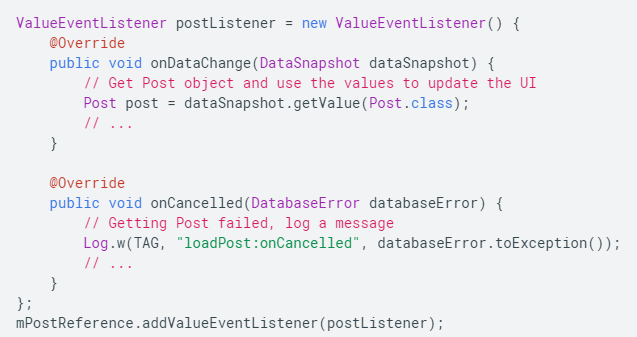 ValueEventListener postListener = new ValueEventListener() {
    @Override
    public void onDataChange(DataSnapshot dataSnapshot) {
        // Get Post object and use the values to update the UI
        Post post = dataSnapshot.getValue(Post.class);
        // ...
    }

    @Override
    public void onCancelled(DatabaseError databaseError) {
        // Getting Post failed, log a message
        Log.w(TAG, "loadPost:onCancelled", databaseError.toException());
        // ...
    }
};
mPostReference.addValueEventListener(postListener);